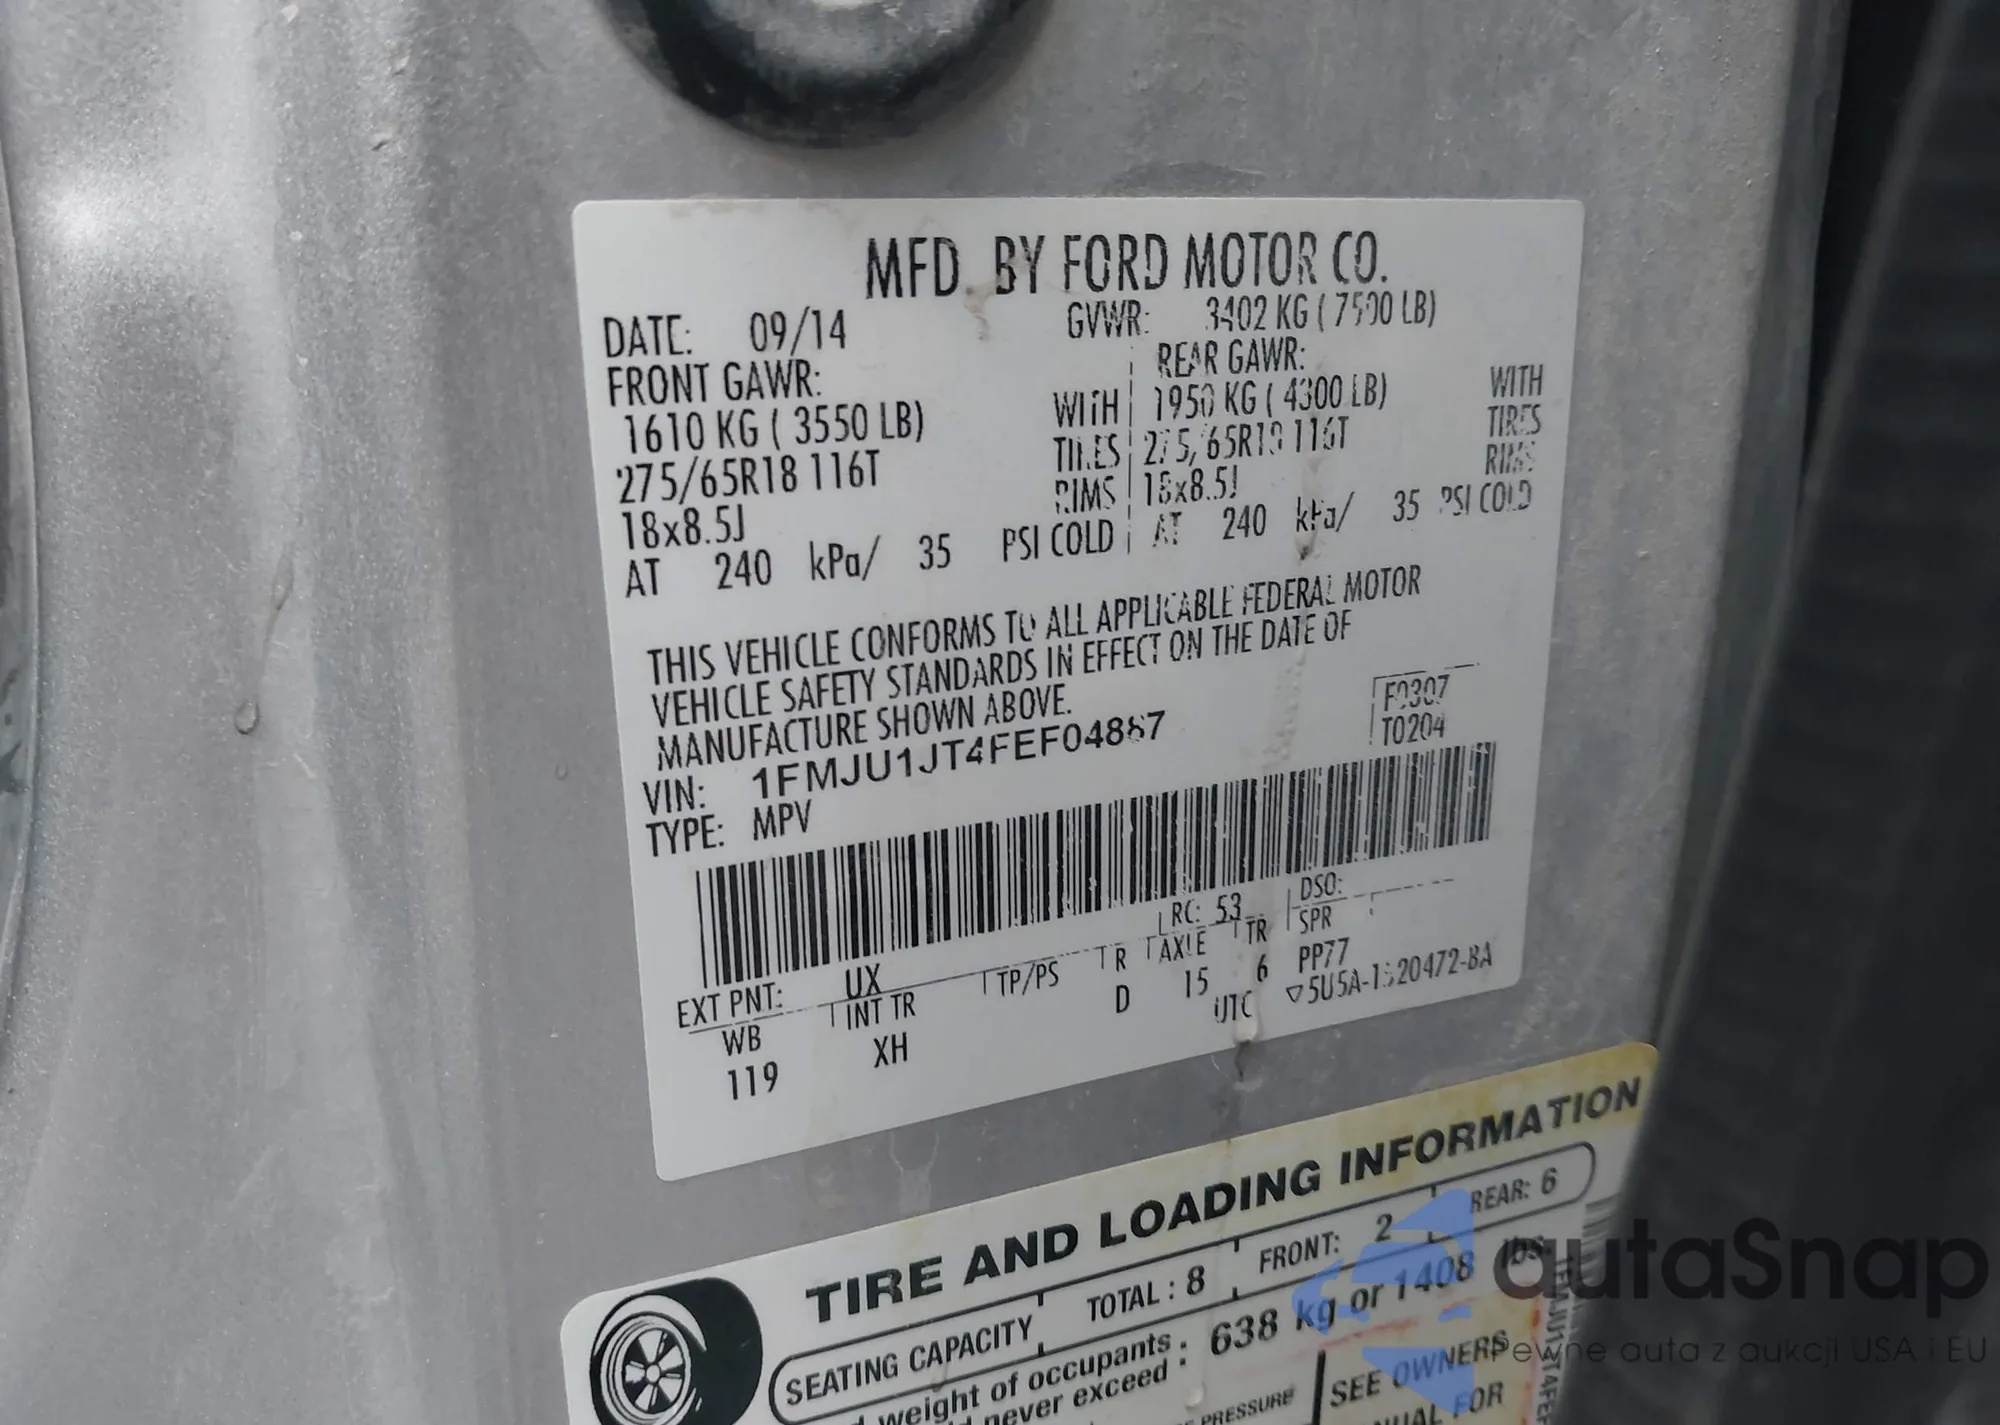 MFD. BY FORD MOTOR CO.
DATE: 09/14 GVWR: 3402 KG ( 7500 LB)
FRONT GAWR: REAR GAWR:
1610 KG ( 3550 LB) WITH 1950 KG ( 4300 LB) WITH
275/65R18 116T TIRES 275/65R18 116T TIRES
18x8.5J RIMS 18x8.5J RIMS
AT 240 kPa/ 35 PSI COLD AT 240 kPa/ 35 PSI COLD
THIS VEHICLE CONFORMS TO ALL APPLICABLE FEDERAL MOTOR
VEHICLE SAFETY STANDARDS IN EFFECT ON THE DATE OF
MANUFACTURE SHOWN ABOVE.
F0307
VIN: 1FMJU1JT4FEF04887 T0204
TYPE: MPV
EXT PNT: UX RC: 53 DSO:
WB INT TR TP/PS R AXLE TR SPR
119 XH D 15 6 PP77
UTC 5U5A-1520472-BA
TIRE AND LOADING INFORMATION
SEATING CAPACITY TOTAL : 8 FRONT: 2 REAR: 6
weight of occupants : 638 kg or 1408 lbs.
never exceed :
PRESSURE SEE OWNERS
FOR
autaSnap
Pewne auta z aukcji USA i EU